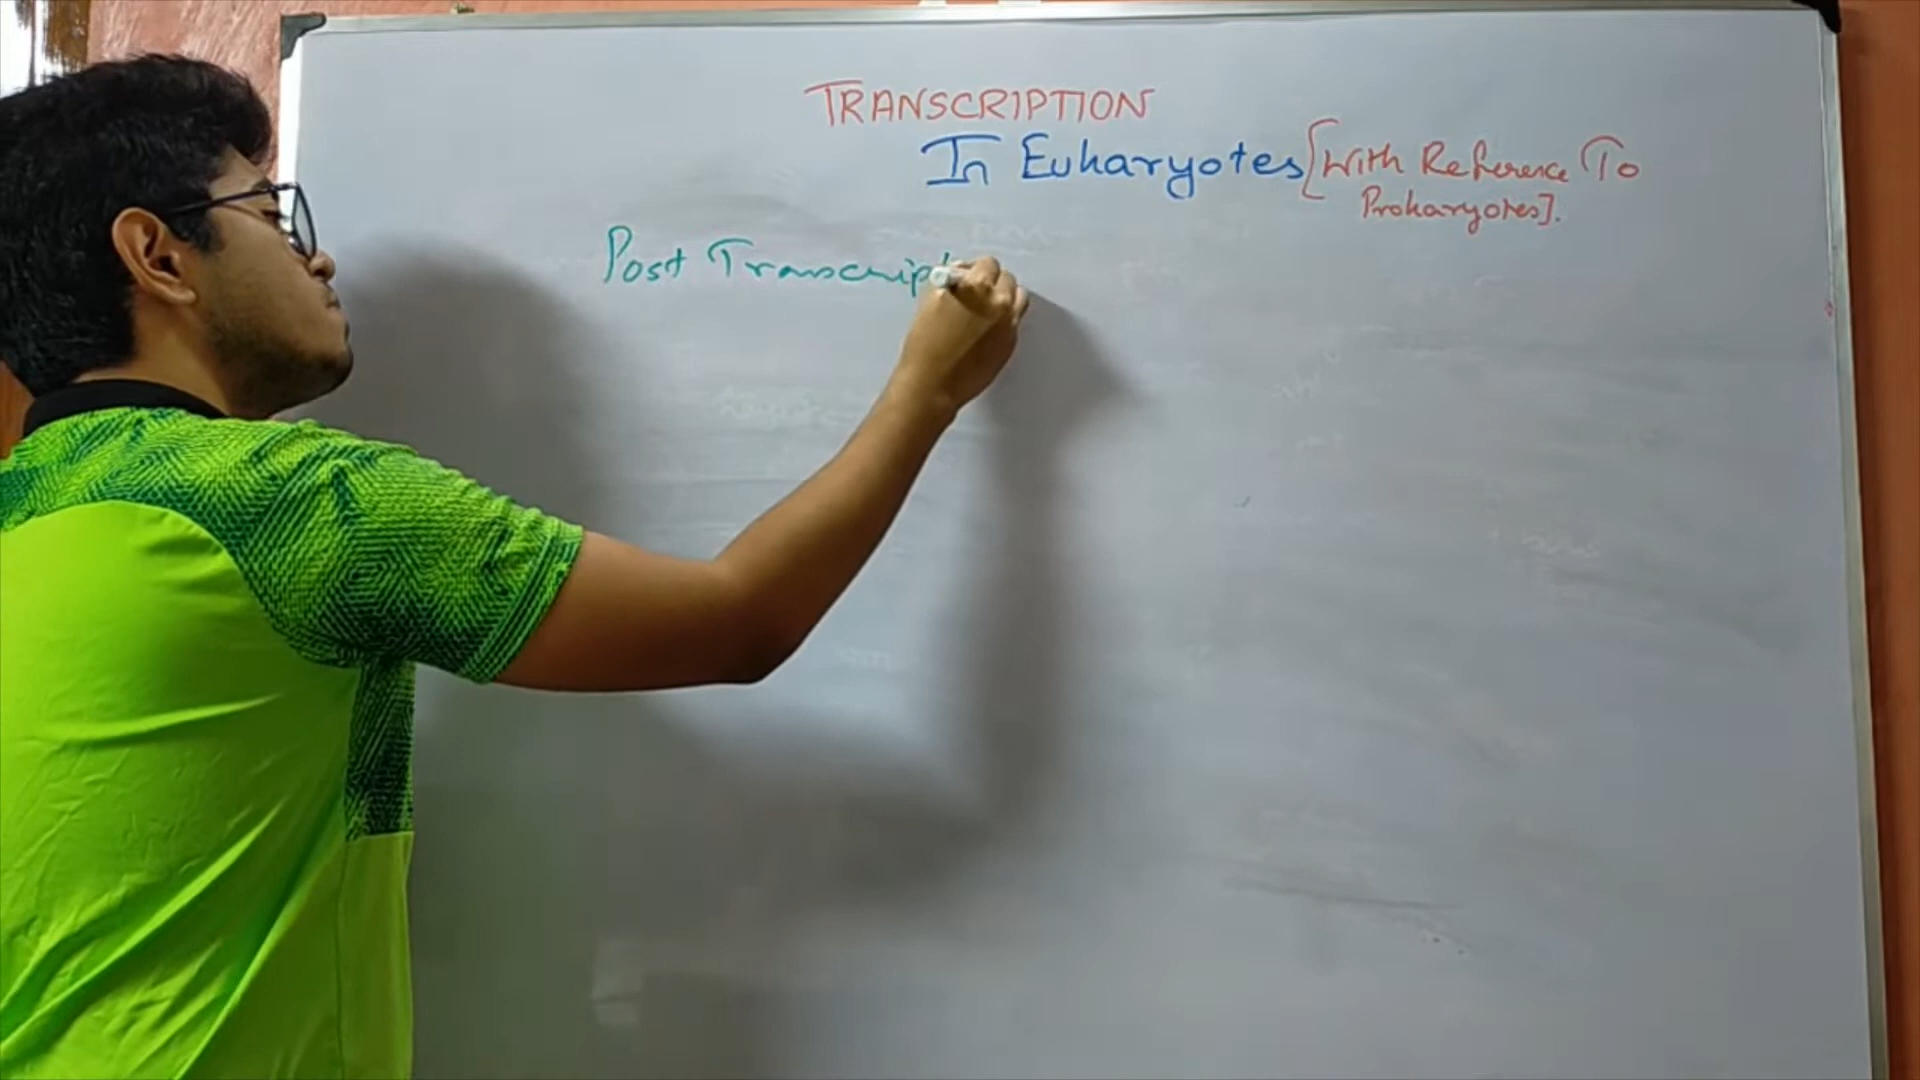 TRANSCRIPTION
In Eukaryotes [With Reference To
Prokaryotes].
Post Transcript